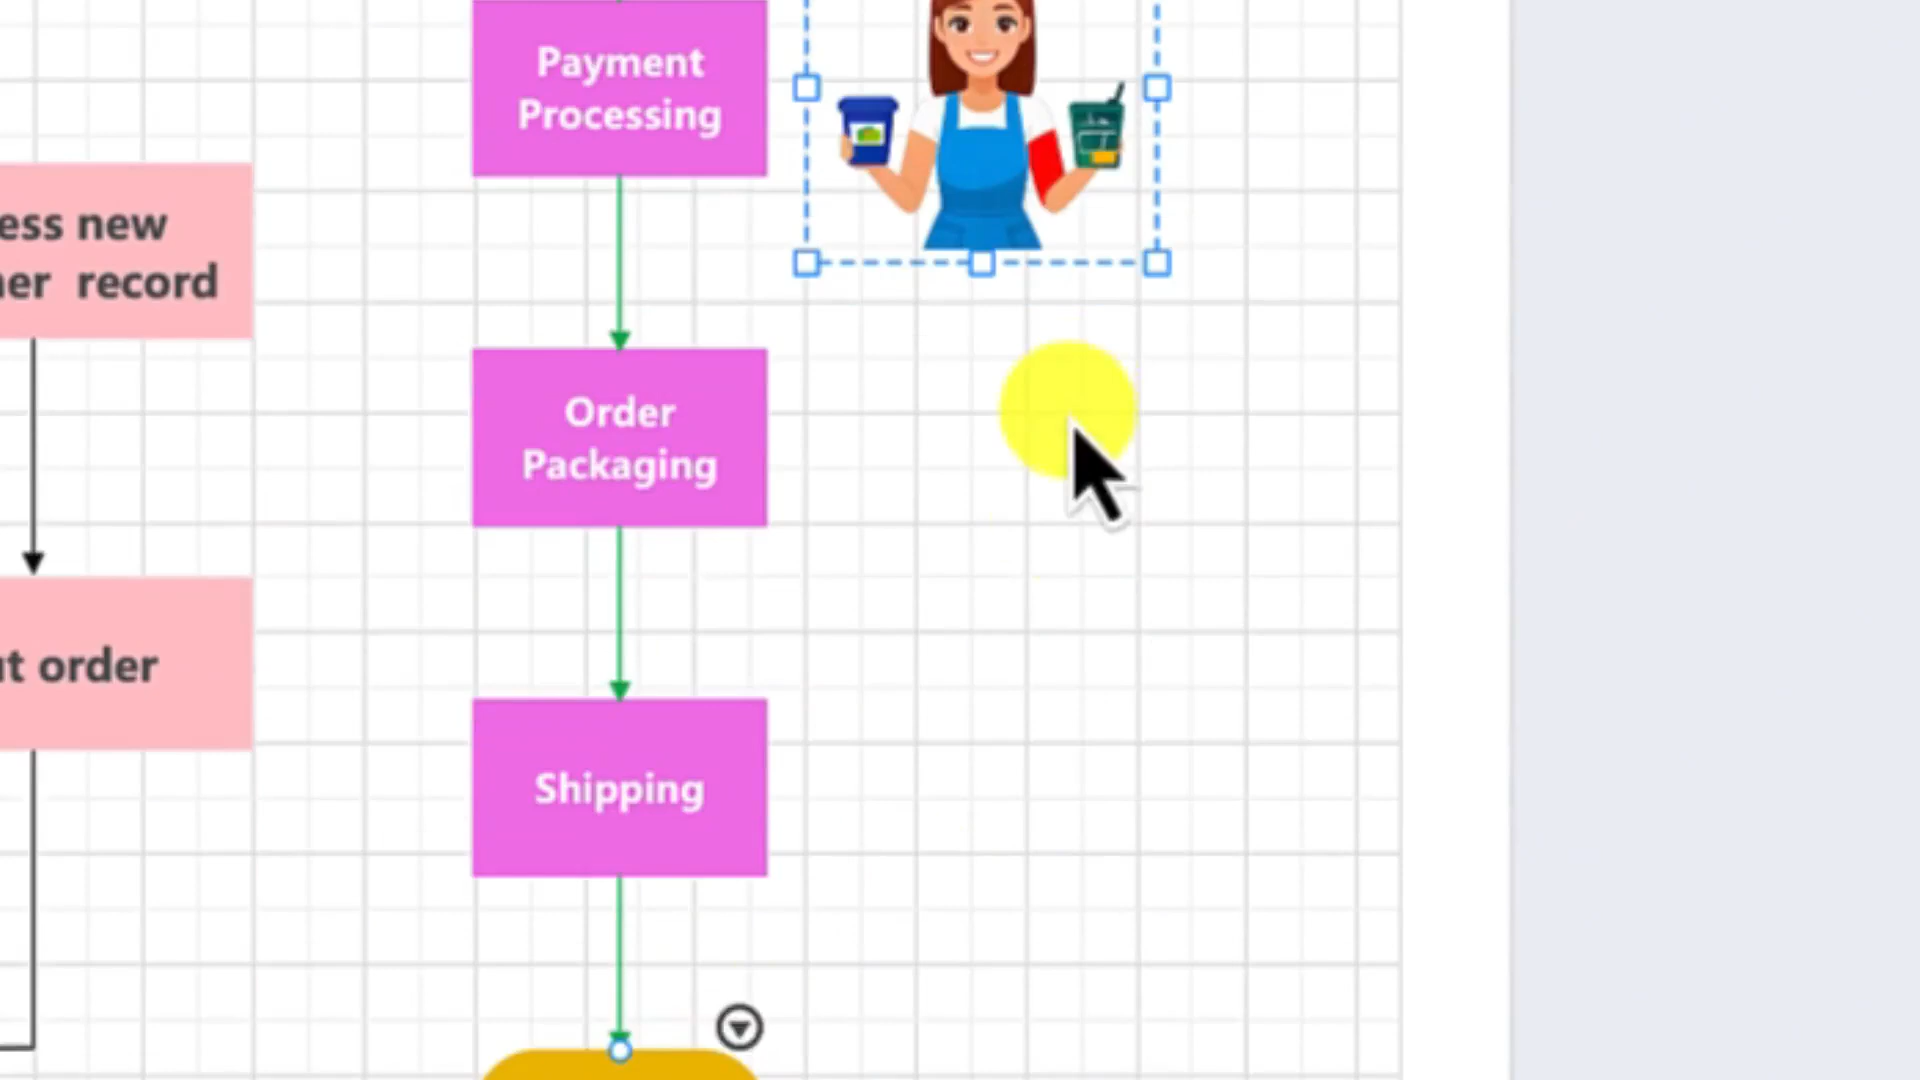 Payment
Processing
ess new
er record
Order
Packaging
t order
Shipping